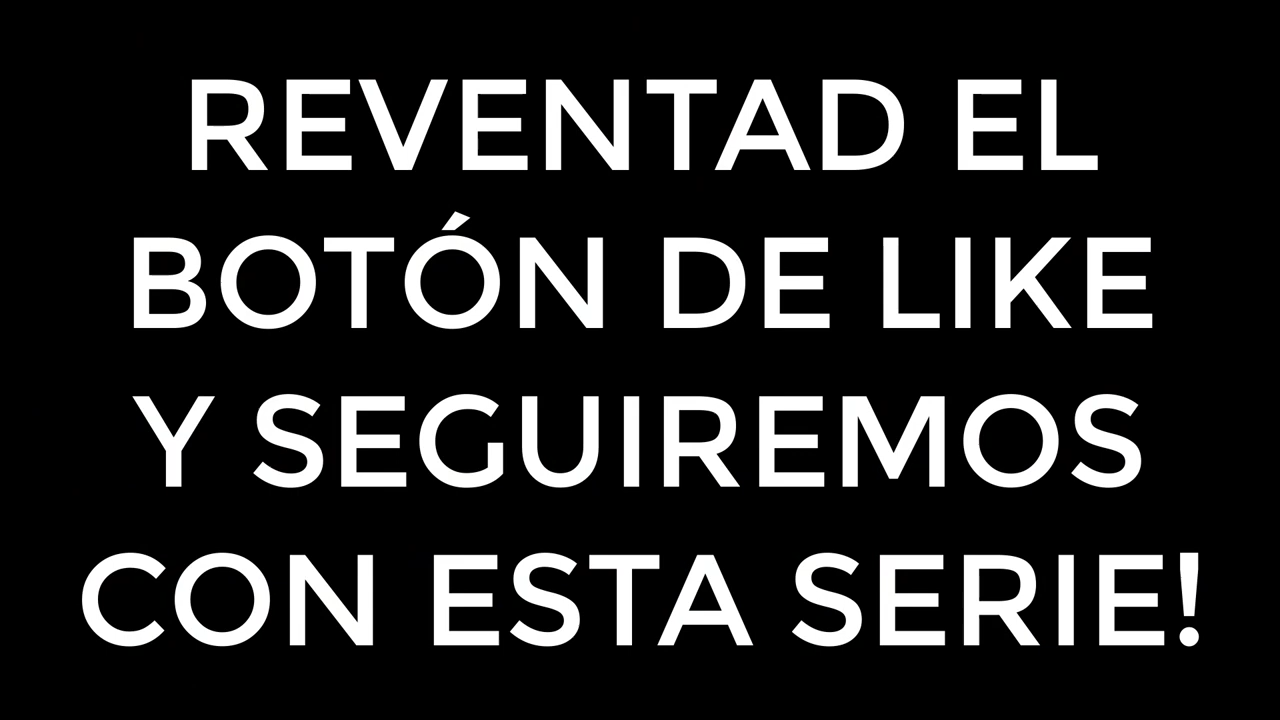 REVENTAD EL
BOTÓN DE LIKE
Y SEGUIREMOS
CON ESTA SERIE!